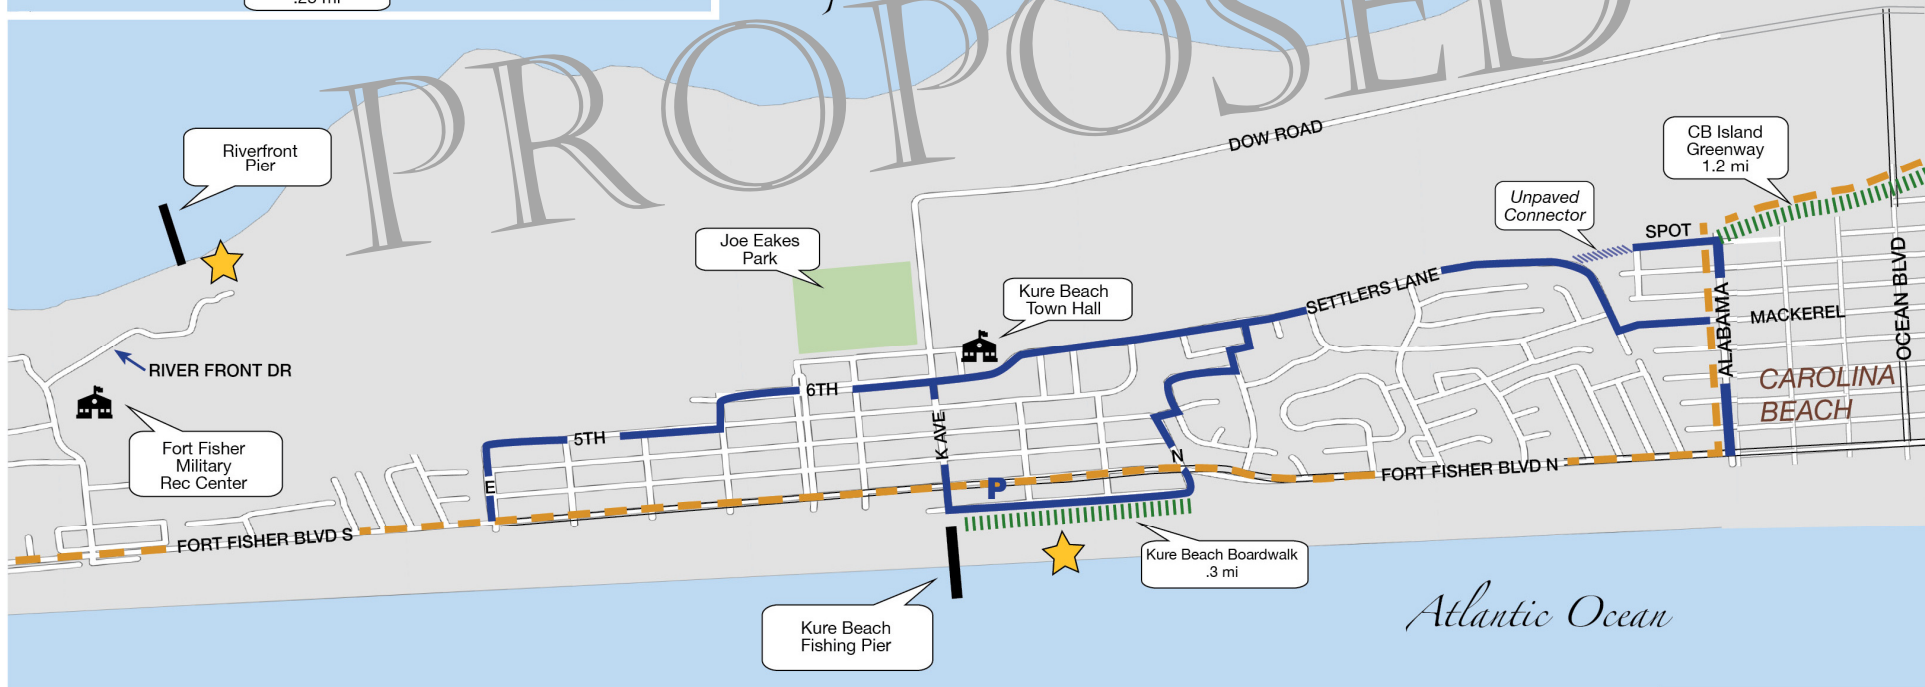 .25 mi
PROPOSED
Riverfront
Pier
DOW ROAD
CB Island
Greenway
1.2 mi
Unpaved
Connector
SPOT
Joe Eakes
Park
Kure Beach
Town Hall
SETTLERS LANE
ALABAMA
MACKEREL
OCEAN BLVD
RIVER FRONT DR
6TH
CAROLINA
BEACH
5TH
K AVE
Fort Fisher
Military
Rec Center
E
P
N
FORT FISHER BLVD N
FORT FISHER BLVD S
Kure Beach Boardwalk
.3 mi
Kure Beach
Fishing Pier
Atlantic Ocean